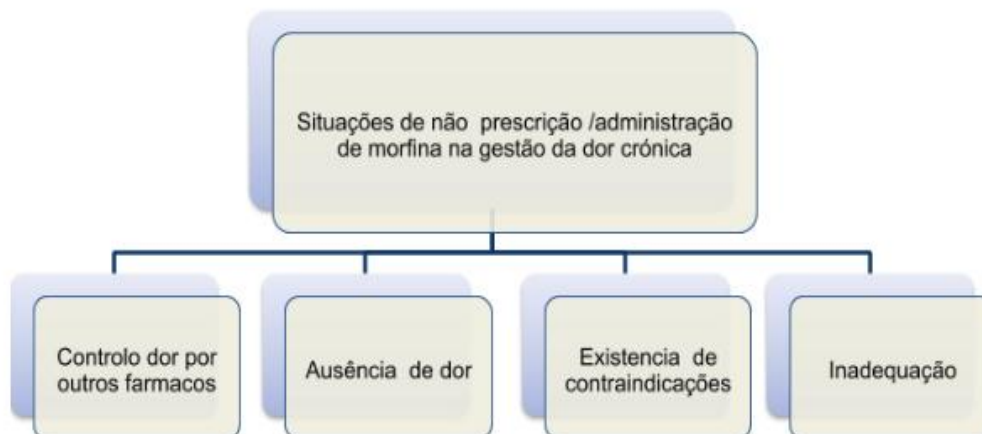 Situações de não prescrição /administração
de morfina na gestão da dor crónica
Controlo dor por
outros farmacos
Ausência de dor
Existencia de
contraindicações
Inadequação